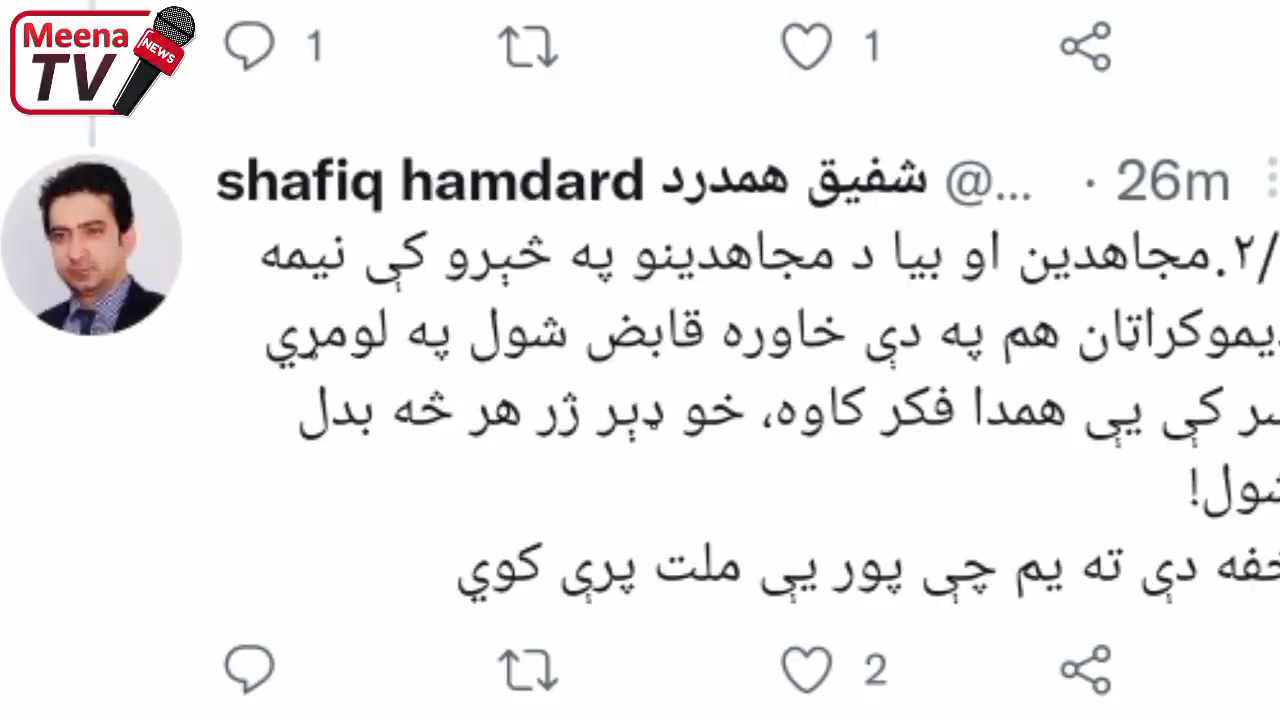 Meena
NEWS
TV
1
1
shafiq hamdard شفیق همدرد @... · 26m
۲/.مجاهدین او بیا د مجاهدینو په څېرو کې نیمه
یموکراټان هم په دې خاوره قابض شول په لومړي
سر کې یې همدا فکر کاوه، خو ډېر ژر هر څه بدل
شول!
خفه دې ته یم چې پور یې ملت پرې کوي
2